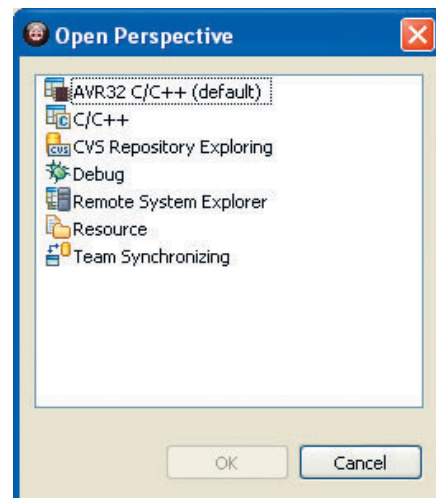 Open Perspective
AVR32 C/C++ (default)
C/C++
CVS Repository Exploring
Debug
Remote System Explorer
Resource
Team Synchronizing
OK
Cancel